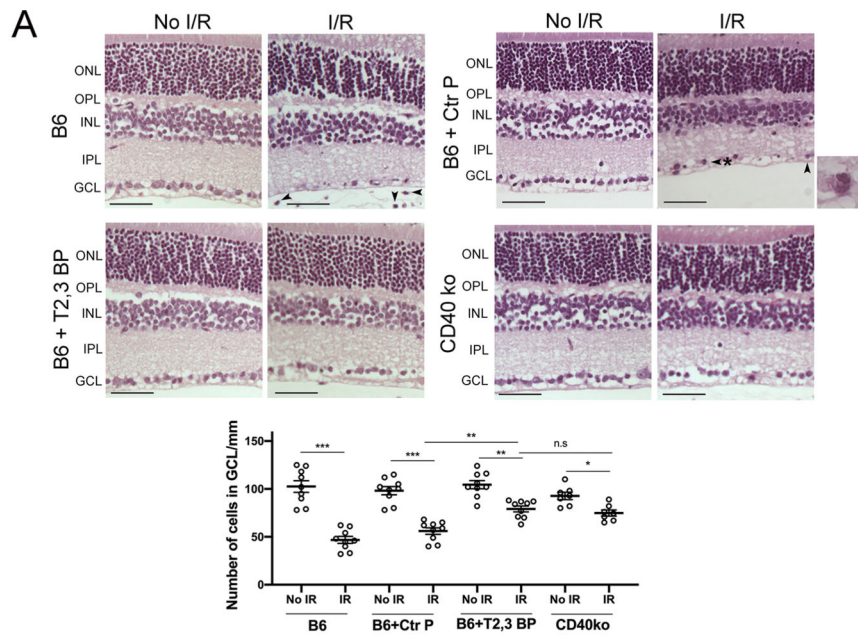 A
No I/R I/R
B6
ONL
OPL
INL
IPL
GCL
No I/R I/R
B6 + Ctr P
ONL
OPL
INL
IPL
GCL
*
B6 + T2,3 BP
ONL
OPL
INL
IPL
GCL
CD40 ko
ONL
OPL
INL
IPL
GCL
Number of cells in GCL/mm
150
100
50
0
** n.s
*** *** ** *
No IR IR No IR IR No IR IR No IR IR
B6 B6+Ctr P B6+T2,3 BP CD40ko